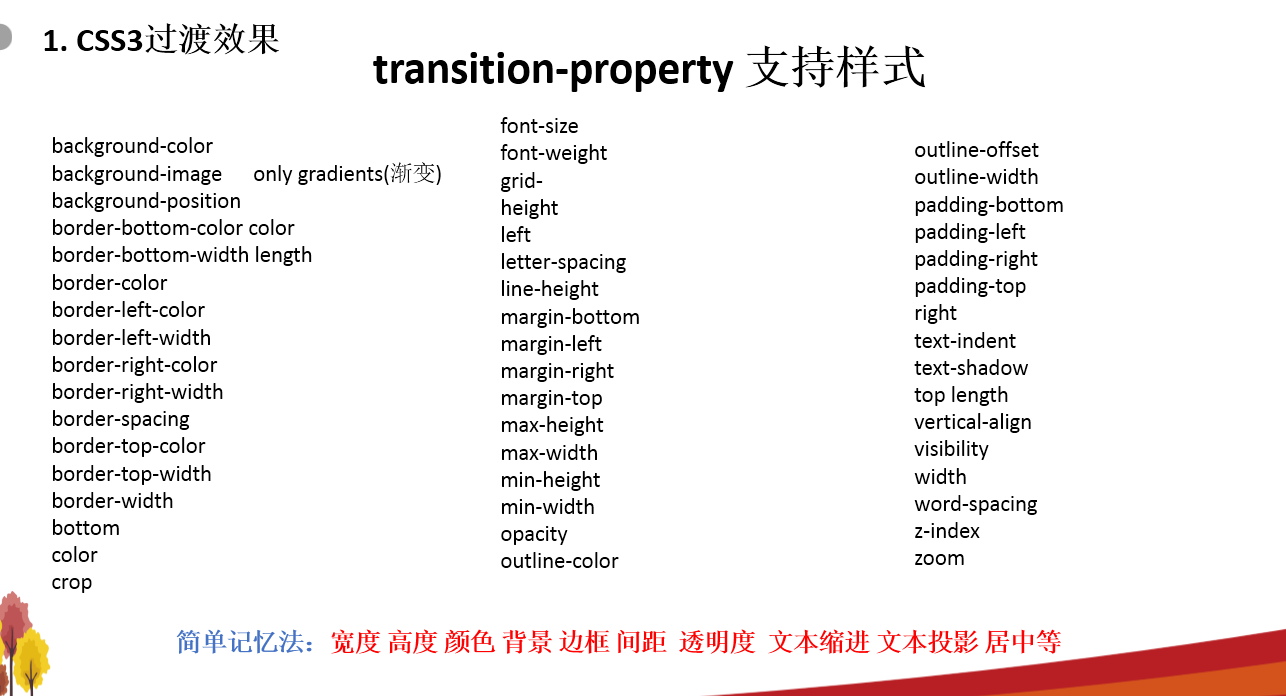 1. CSS3过渡效果
transition-property 支持样式
background-color
background-image only gradients(渐变)
background-position
border-bottom-color color
border-bottom-width length
border-color
border-left-color
border-left-width
border-right-color
border-right-width
border-spacing
border-top-color
border-top-width
border-width
bottom
color
crop
font-size
font-weight
grid-
height
left
letter-spacing
line-height
margin-bottom
margin-left
margin-right
margin-top
max-height
max-width
min-height
min-width
opacity
outline-color
outline-offset
outline-width
padding-bottom
padding-left
padding-right
padding-top
right
text-indent
text-shadow
top length
vertical-align
visibility
width
word-spacing
z-index
zoom
简单记忆法：宽度 高度 颜色 背景 边框 间距 透明度 文本缩进 文本投影 居中等